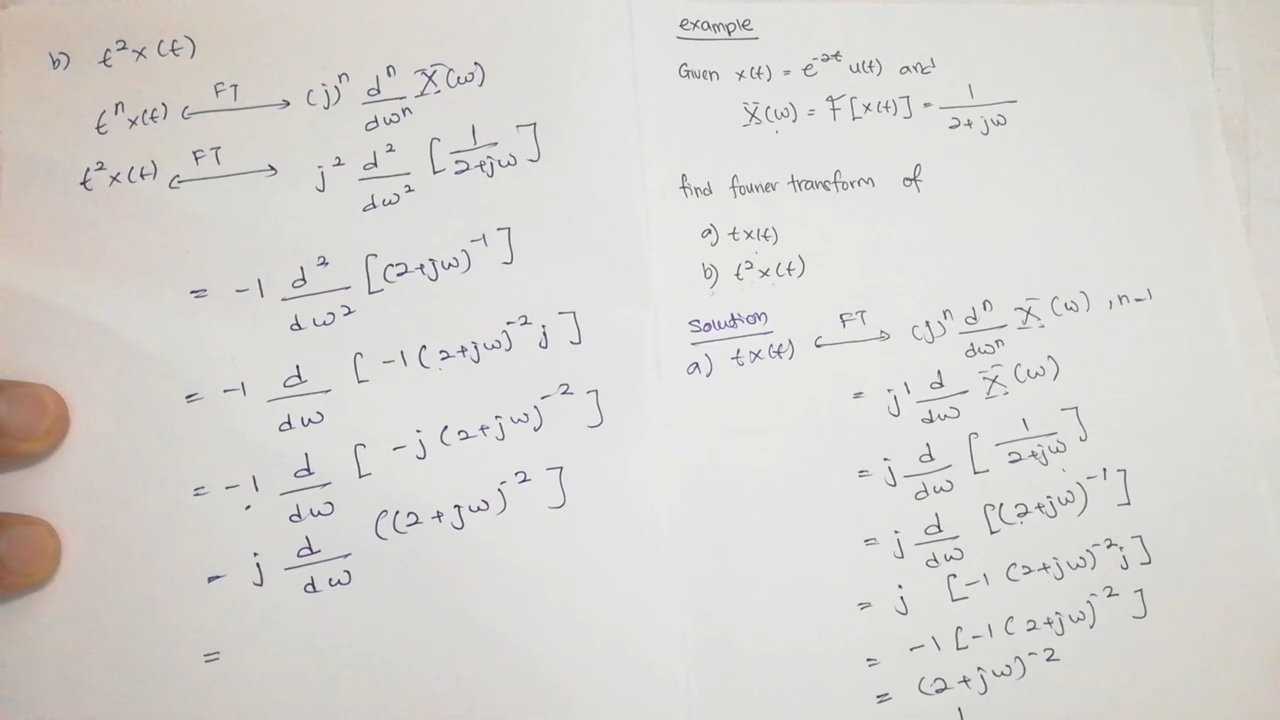 b) t²x(t)
tⁿx(t) ←FT→ (j)ⁿ dⁿ/dωⁿ X(ω)
t²x(t) ←FT→ j² d²/dω² [1/(2+jω)]
= -1 d²/dω² [(2+jω)⁻¹]
= -1 d/dω [-1(2+jω)⁻² j]
= -1 d/dω [-j(2+jω)⁻²]
= j d/dω ((2+jω)⁻²]
=
example
Given x(t) = e⁻²ᵗ u(t) and
X(ω) = F[x(t)] = 1/(2+jω)
find fourier transform of
a) tx(t)
b) t²x(t)
Solution
a) tx(t) ←FT→ (j)ⁿ dⁿ/dωⁿ X(ω), n=1
= j¹ d/dω X(ω)
= j d/dω [1/(2+jω)]
= j d/dω [(2+jω)⁻¹]
= j [-1 (2+jω)⁻² j]
= -1 [-1(2+jω)⁻²]
= (2+jω)⁻²
1